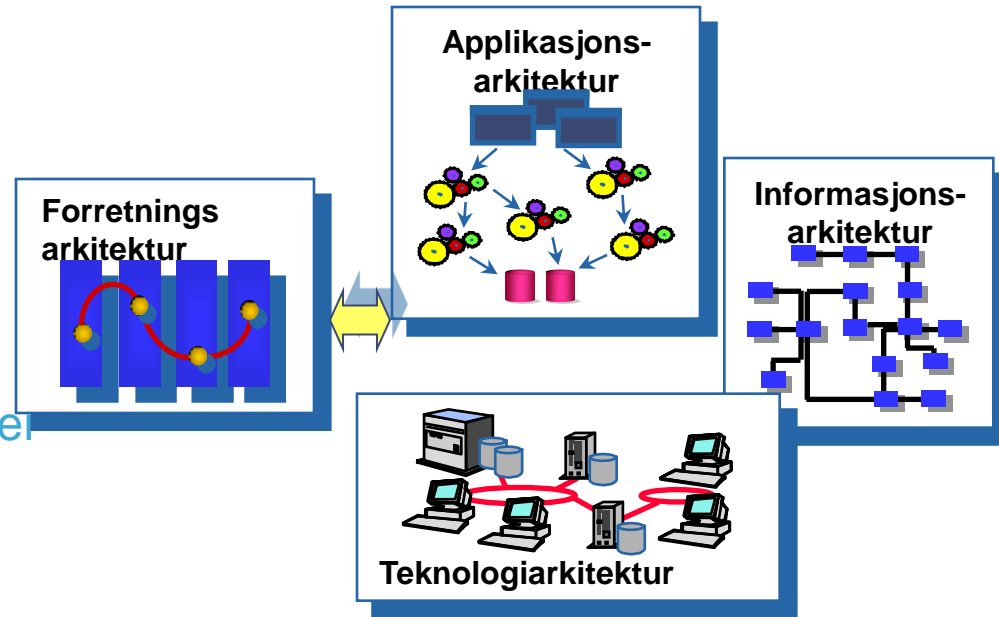 Applikasjons-
arkitektur
Forretnings
arkitektur
Informasjons-
arkitektur
Teknologiarkitektur